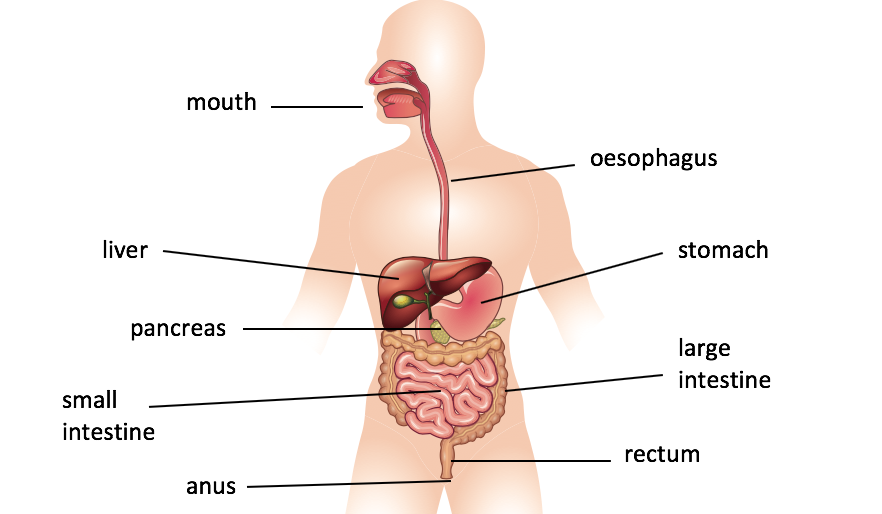 mouth
oesophagus
liver
stomach
pancreas
large
intestine
small
intestine
rectum
anus